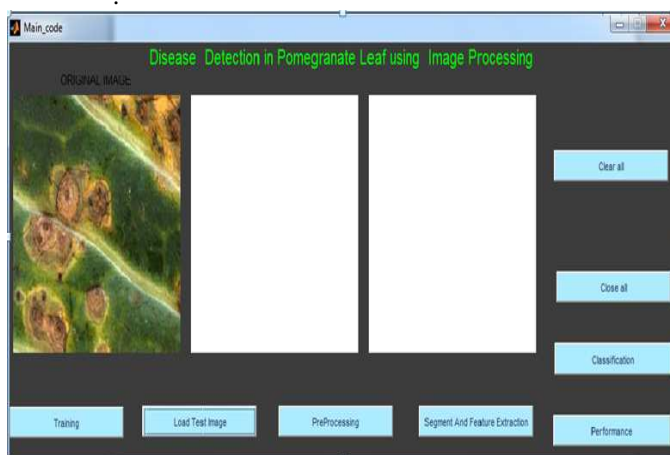 Main_code
Disease Detection in Pomegranate Leaf using Image Processing
ORIGINAL IMAGE
Clear all
Close all
Classification
Training
Load Test Image
PreProcessing
Segment And Feature Extraction
Performance